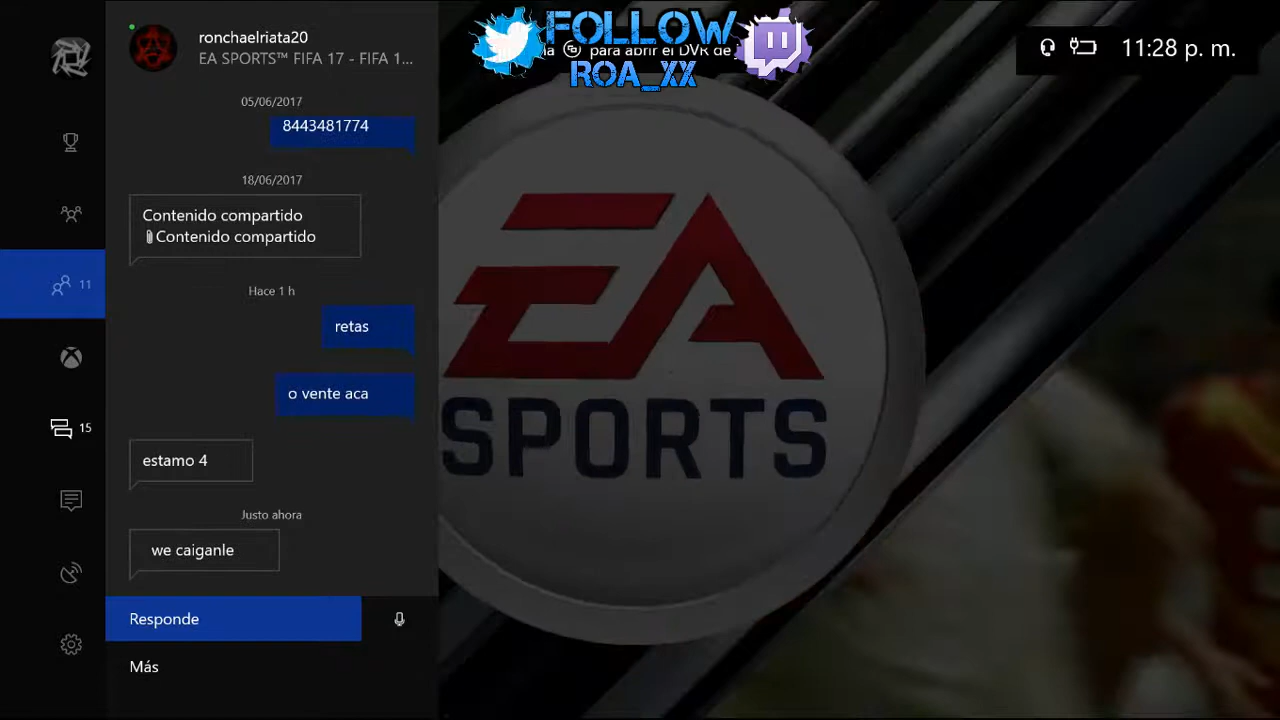 ronchaelriata20
EA SPORTS™ FIFA 17 - FIFA 1...
05/06/2017
8443481774
18/06/2017
Contenido compartido
Contenido compartido
Hace 1 h
retas
o vente aca
estamo 4
Justo ahora
we caiganle
Responde
Más
11
15
FOLLOW
la para abrir el DVR de
ROA_XX
11:28 p. m.
EA
SPORTS